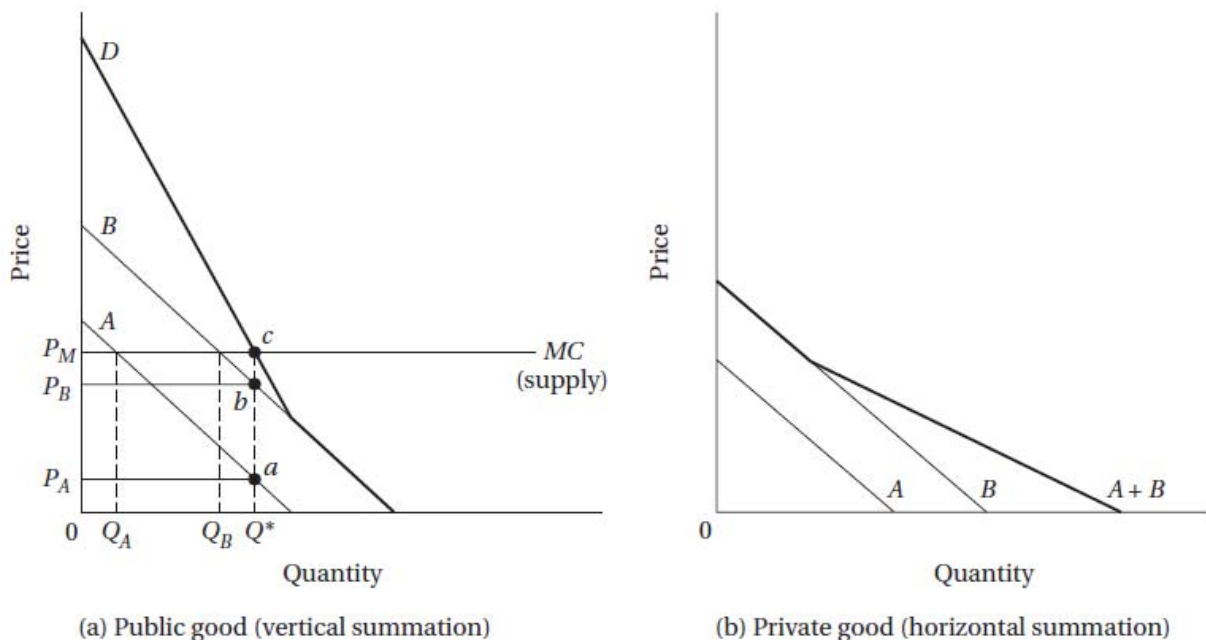 D
B
A
Price
P_M
P_B
P_A
c
b
a
MC
(supply)
0
Q_A
Q_B
Q*
Quantity
(a) Public good (vertical summation)
Price
A
B
A + B
0
Quantity
(b) Private good (horizontal summation)